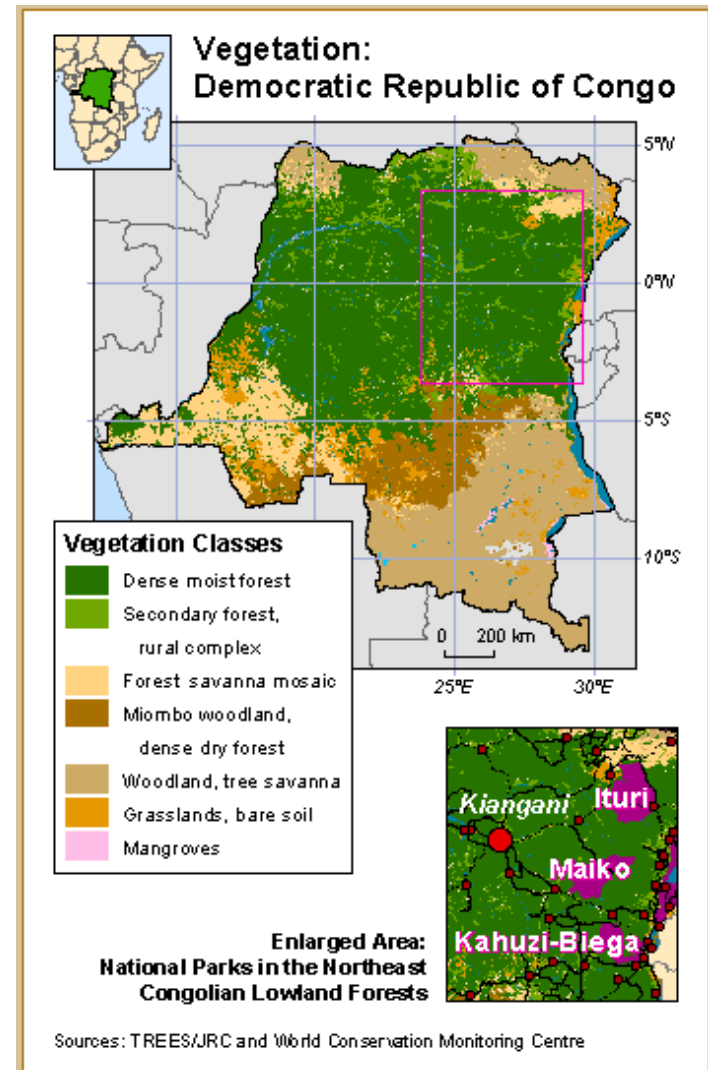 Vegetation:
Democratic Republic of Congo
5°W
0°W
5°S
10°S
25°E
30°E
0 200 km
Vegetation Classes
Dense moist forest
Secondary forest,
rural complex
Forest savanna mosaic
Miombo woodland,
dense dry forest
Woodland, tree savanna
Grasslands, bare soil
Mangroves
Kiangani
Ituri
Maiko
Kahuzi-Biega
Enlarged Area:
National Parks in the Northeast
Congolian Lowland Forests
Sources: TREES/JRC and World Conservation Monitoring Centre